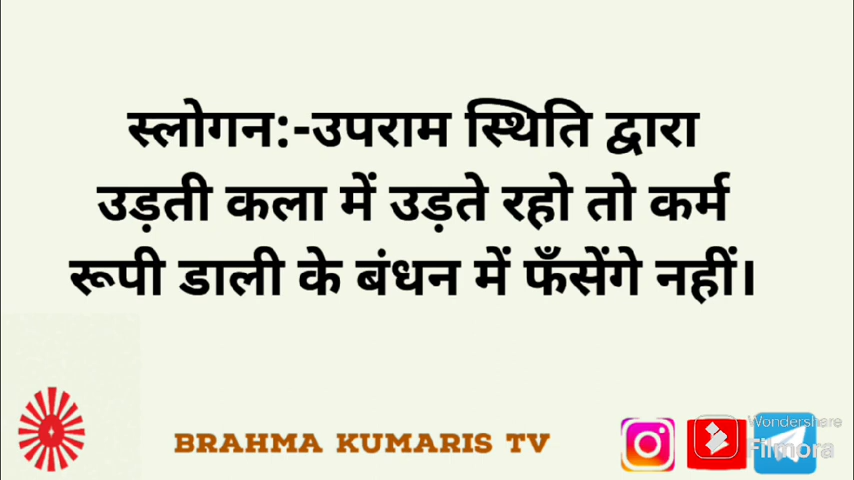 स्लोगन:-उपराम स्थिति द्वारा
उड़ती कला में उड़ते रहो तो कर्म
रूपी डाली के बंधन में फँसेंगे नहीं।
BRAHMA KUMARIS TV
Wondershare
Filmora